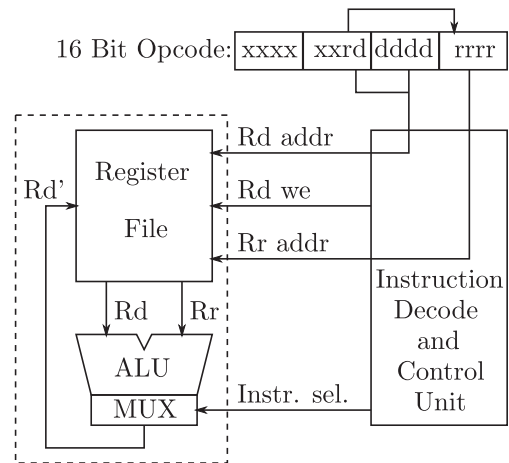 16 Bit Opcode: xxxx xxrd dddd rrrr
Rd addr
Register
File
Rd'
Rd we
Rr addr
Instruction
Decode
and
Control
Unit
Rd Rr
ALU
MUX
Instr. sel.